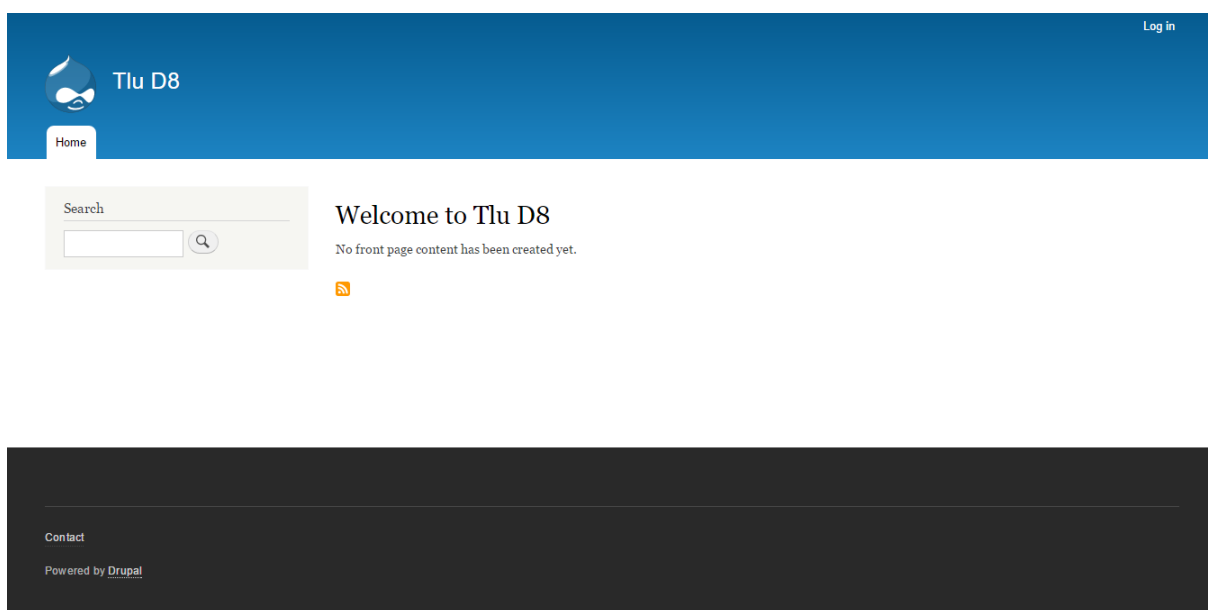 Log in
Tlu D8
Home
Search
Welcome to Tlu D8
No front page content has been created yet.
Contact
Powered by Drupal